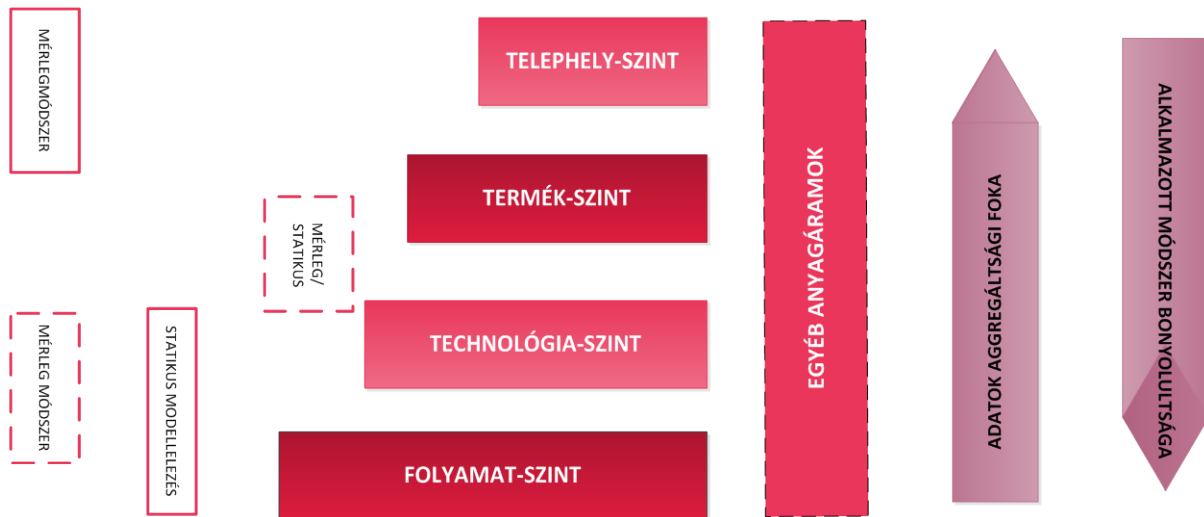 MÉRLEGMÓDSZER
MÉRLEG MÓDSZER
STATIKUS MODELLELEZÉS
MÉRLEG/
STATIKUS
TELEPHELY-SZINT
TERMÉK-SZINT
TECHNOLÓGIA-SZINT
FOLYAMAT-SZINT
EGYÉB ANYAGÁRAMOK
ADATOK AGGREGÁLTSÁGI FOKA
ALKALMAZOTT MÓDSZER BONYOLULTSÁGA